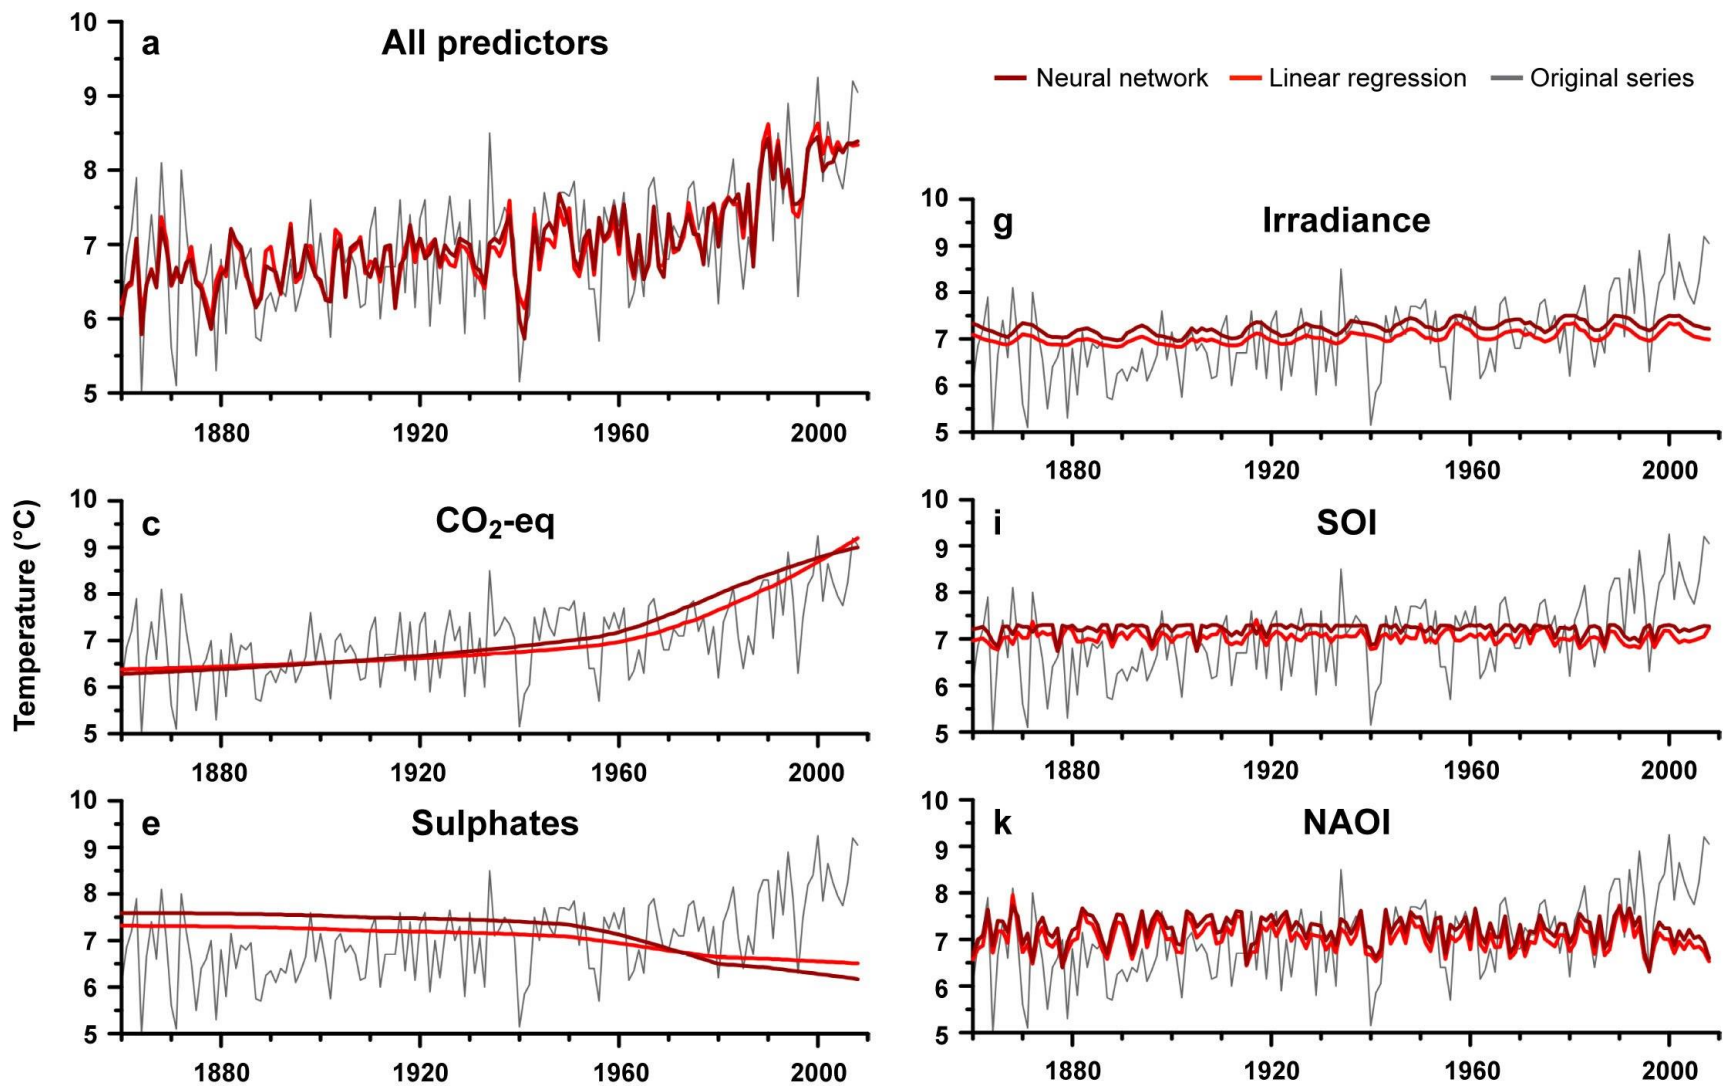 a All predictors
10
9
8
7
6
5
1880 1920 1960 2000
Neural network Linear regression Original series
g Irradiance
10
9
8
7
6
5
1880 1920 1960 2000
Temperature (°C)
c CO2-eq
10
9
8
7
6
5
1880 1920 1960 2000
i SOI
10
9
8
7
6
5
1880 1920 1960 2000
e Sulphates
10
9
8
7
6
5
1880 1920 1960 2000
k NAOI
10
9
8
7
6
5
1880 1920 1960 2000